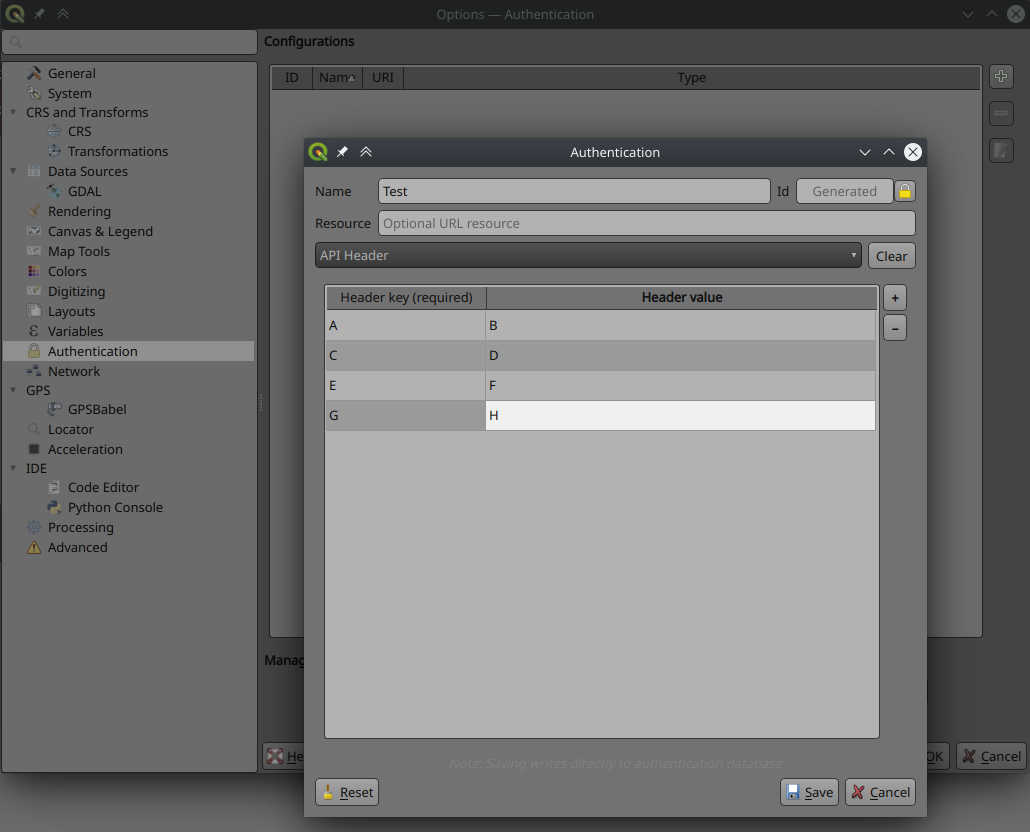 Options — Authentication
Configurations
General
System
CRS and Transforms
CRS
Transformations
Data Sources
GDAL
Rendering
Canvas & Legend
Map Tools
Colors
Digitizing
Layouts
Variables
Authentication
Network
GPS
GPSBabel
Locator
Acceleration
IDE
Code Editor
Python Console
Processing
Advanced
ID Name URI Type
Authentication
Name Test Id Generated
Resource Optional URL resource
API Header Clear
Header key (required) Header value
A B
C D
E F
G H
Note: Saving writes directly to authentication database
Reset Save Cancel
Manag
He
OK Cancel